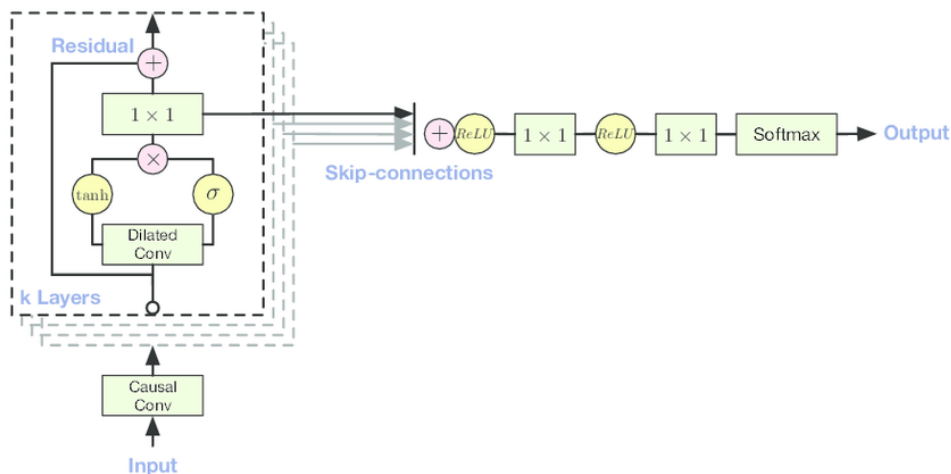 Residual
+
1 × 1
×
tanh
σ
Dilated
Conv
k Layers
Causal
Conv
Input
Skip-connections
+
ReLU
1 × 1
ReLU
1 × 1
Softmax
Output